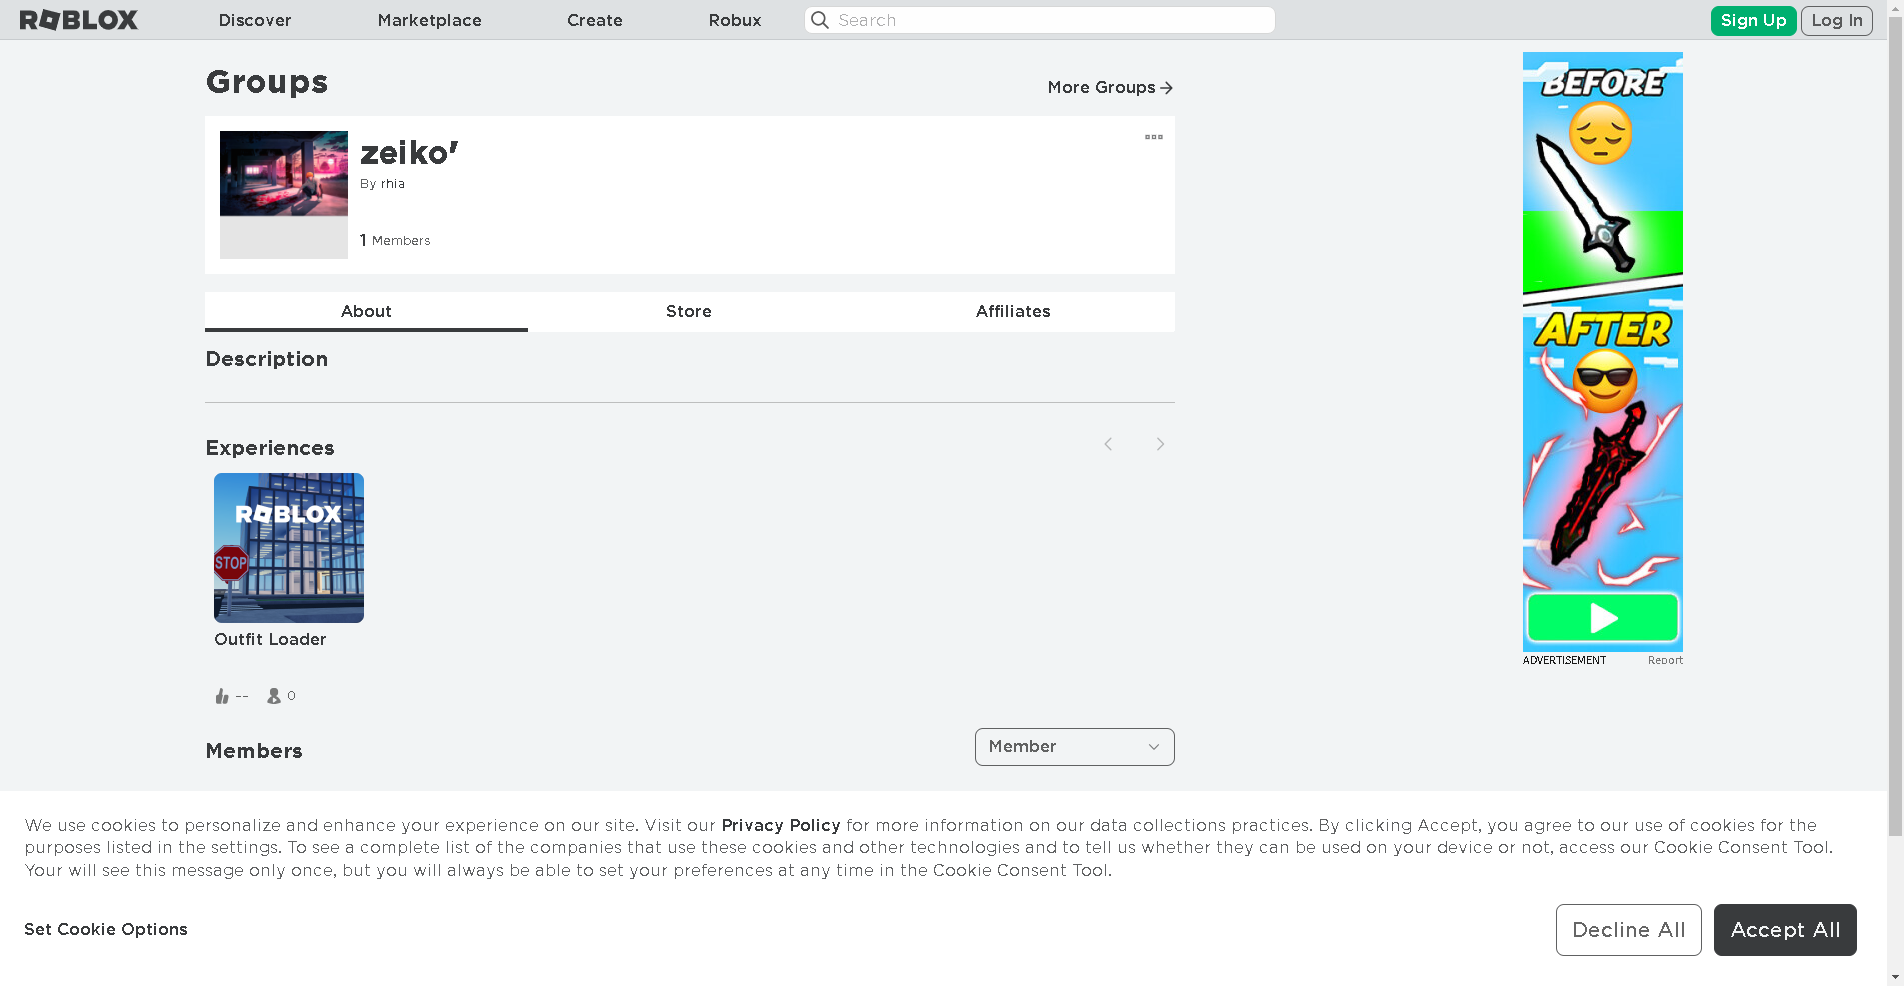 ROBLOX
Discover
Marketplace
Create
Robux
Search
Sign Up
Log In
Groups
More Groups
zeiko'
By rhia
1 Members
About
Store
Affiliates
Description
Experiences
ROBLOX
STOP
Outfit Loader
--
0
Members
Member
BEFORE
AFTER
ADVERTISEMENT
Report
We use cookies to personalize and enhance your experience on our site. Visit our Privacy Policy for more information on our data collections practices. By clicking Accept, you agree to our use of cookies for the
purposes listed in the settings. To see a complete list of the companies that use these cookies and other technologies and to tell us whether they can be used on your device or not, access our Cookie Consent Tool.
Your will see this message only once, but you will always be able to set your preferences at any time in the Cookie Consent Tool.
Set Cookie Options
Decline All
Accept All